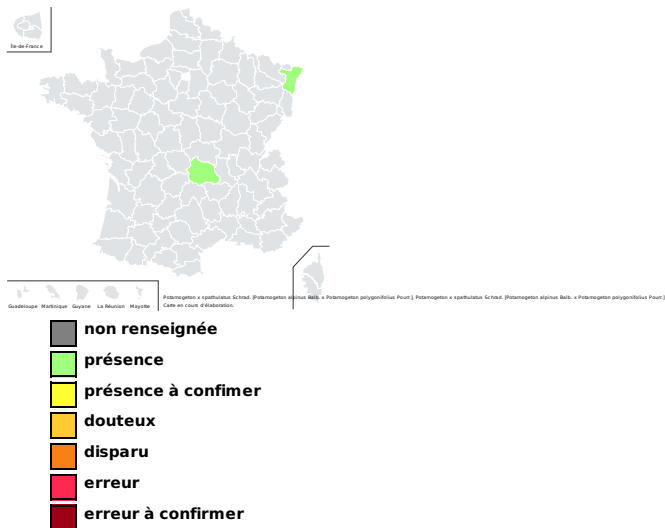 Île-de-France
Guadeloupe Martinique Guyane La Réunion Mayotte
Potamogeton x spathulatus Schrad. [Potamogeton alpinus Balb. x Potamogeton polygonifolius Pourr.], Potamogeton x spathulatus Schrad. [Potamogeton alpinus Balb. x Potamogeton polygonifolius Pourr.]
Carte en cours d'élaboration.
non renseignée
présence
présence à confimer
douteux
disparu
erreur
erreur à confirmer